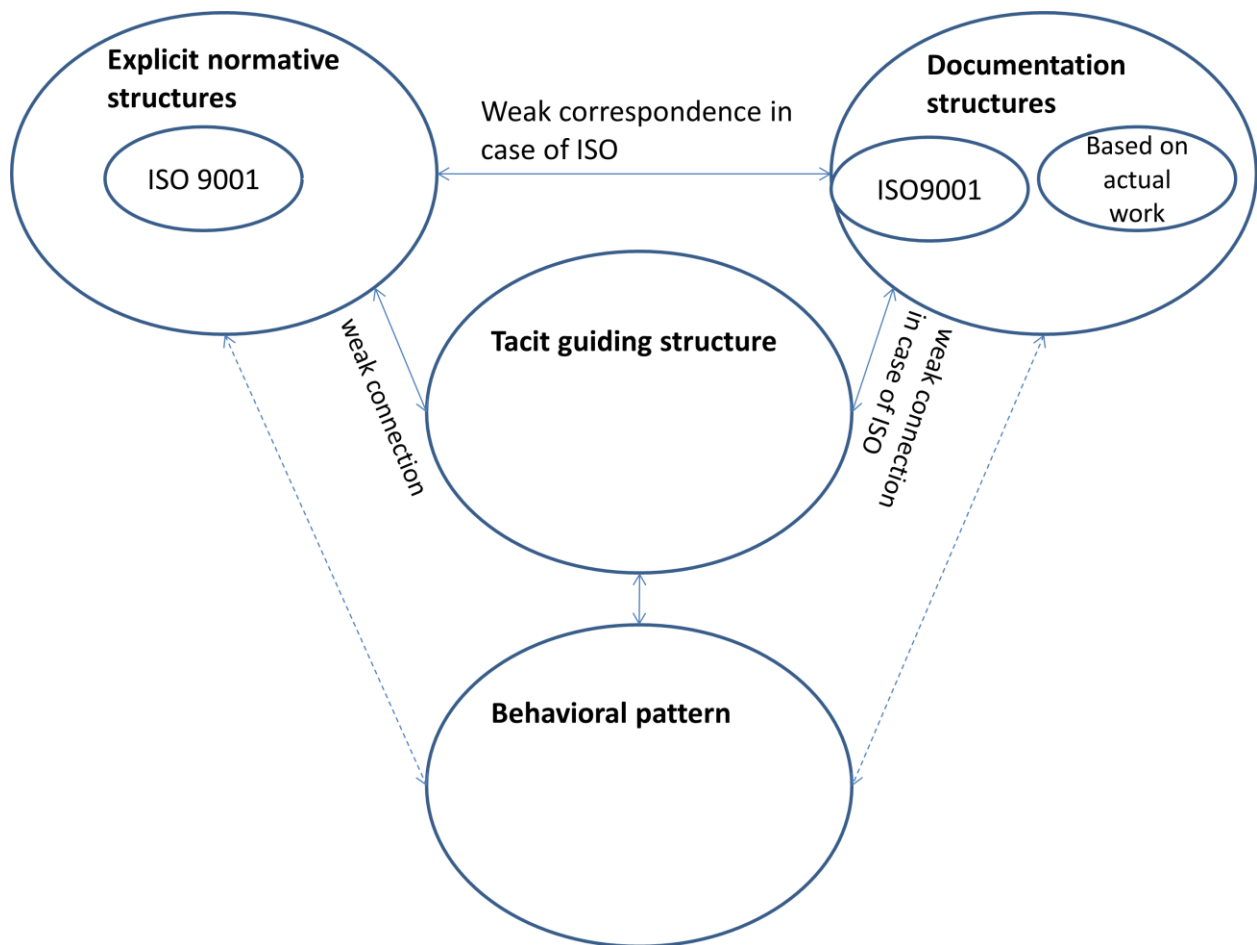 Explicit normative
structures
ISO 9001
Weak correspondence in
case of ISO
Documentation
structures
ISO9001
Based on
actual
work
Tacit guiding structure
weak connection
weak connection
in case of ISO
Behavioral pattern